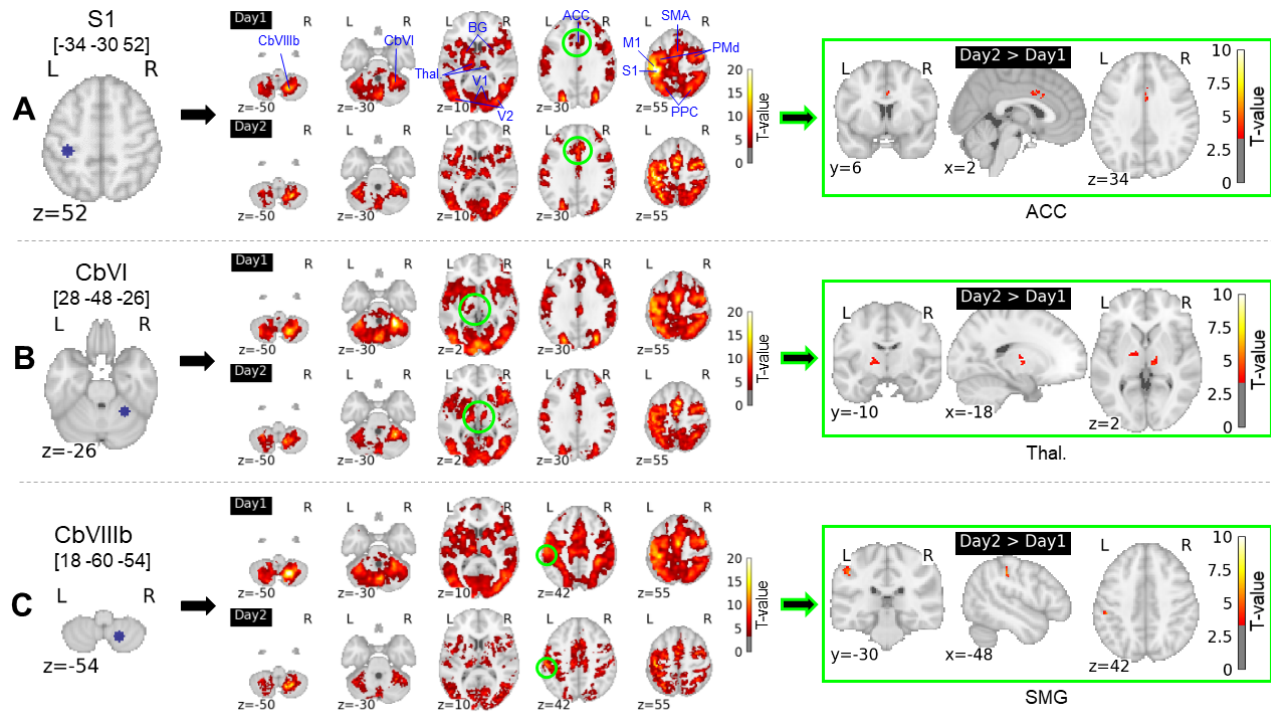 A
S1
[-34 -30 52]
L R
z=52
Day1 R L R L R L R L R
CbVIIIb CbVI BG ACC SMA
M1 PMd
S1
Thal V1
V2 PPC
z=-50 z=-30 z=10 z=30 z=55
Day2
z=-50 z=-30 z=10 z=30 z=55
20
15
10
5
0
T-value
Day2 > Day1
L R L R
y=6 x=2 z=34
10
7.5
5
2.5
0
T-value
ACC
B
CbVI
[28 -48 -26]
L R
z=-26
Day1 R L R L R L R L R
z=-50 z=-30 z=2 z=30 z=55
Day2
z=-50 z=-30 z=2 z=30 z=55
20
15
10
5
0
T-value
Day2 > Day1
L R L R
y=-10 x=-18 z=2
10
7.5
5
2.5
0
T-value
Thal.
C
CbVIIIb
[18 -60 -54]
L R
z=-54
Day1 R L R L R L R L R
z=-50 z=-30 z=10 z=42 z=55
Day2
z=-50 z=-30 z=10 z=42 z=55
20
15
10
5
0
T-value
Day2 > Day1
L R L R
y=-30 x=-48 z=42
10
7.5
5
2.5
0
T-value
SMG